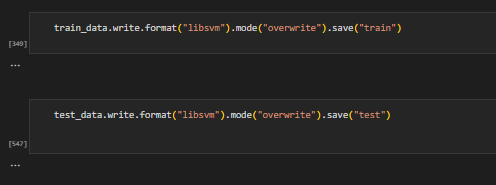 train_data.write.format("libsvm").mode("overwrite").save("train")
[349]
...
test_data.write.format("libsvm").mode("overwrite").save("test")
[547]
...